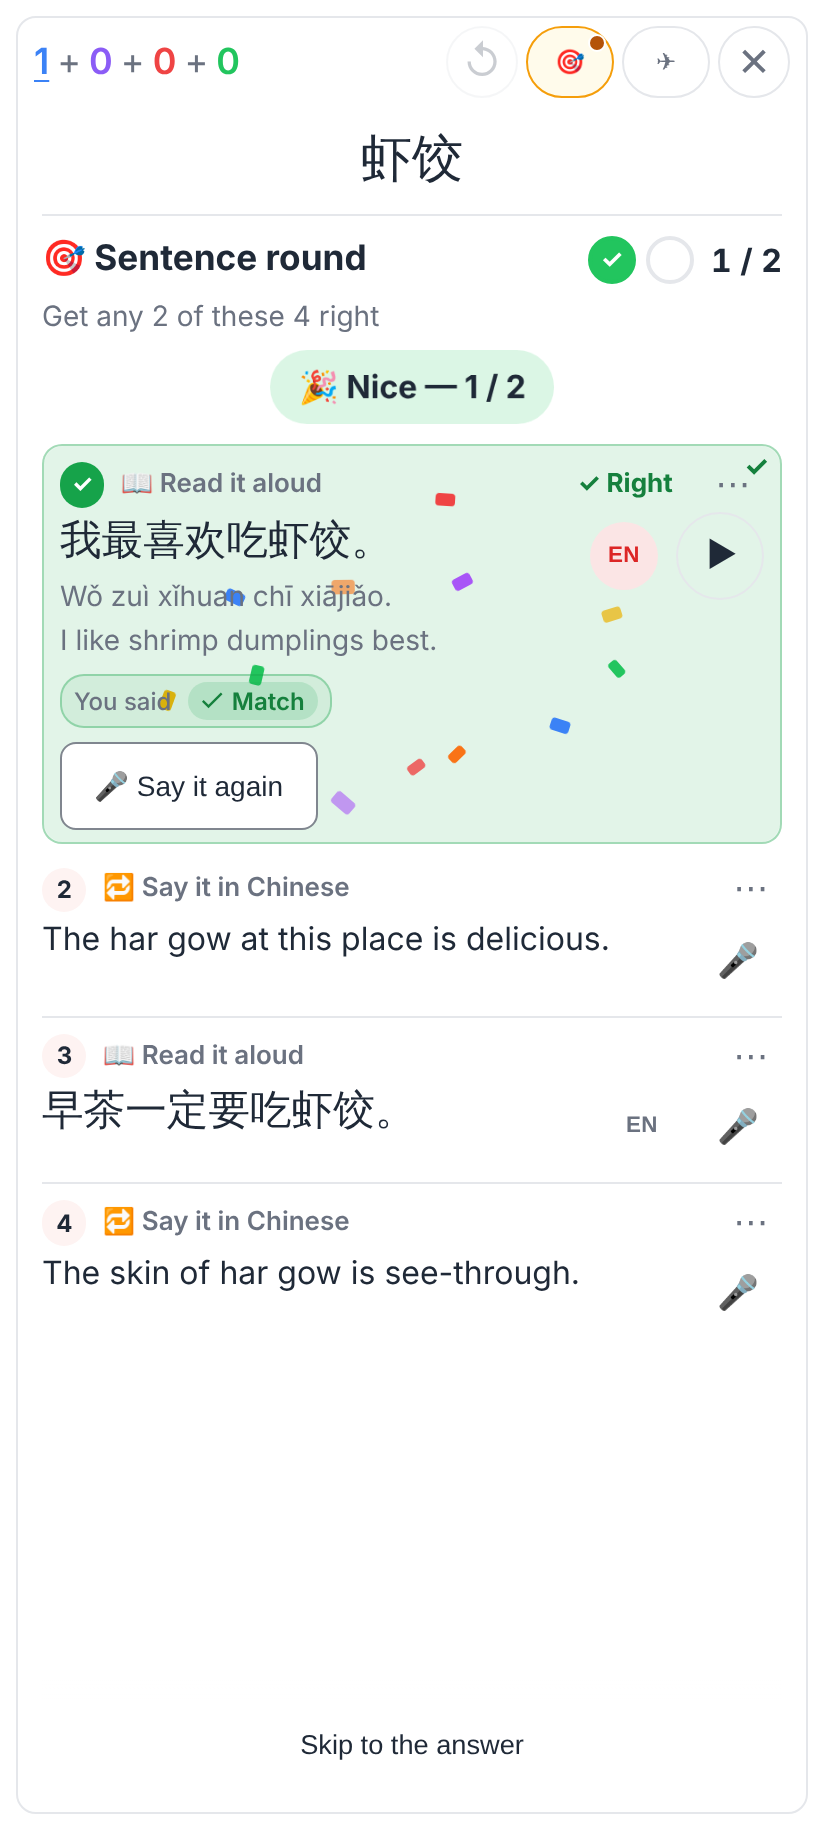 1 + 0 + 0 + 0
虾饺
Sentence round
1 / 2
Get any 2 of these 4 right
Nice — 1 / 2
Read it aloud
Right
我最喜欢吃虾饺。
EN
Wǒ zuì xǐhuan chī xiājiǎo.
I like shrimp dumplings best.
You said
Match
Say it again
2
Say it in Chinese
The har gow at this place is delicious.
3
Read it aloud
早茶一定要吃虾饺。
EN
4
Say it in Chinese
The skin of har gow is see-through.
Skip to the answer